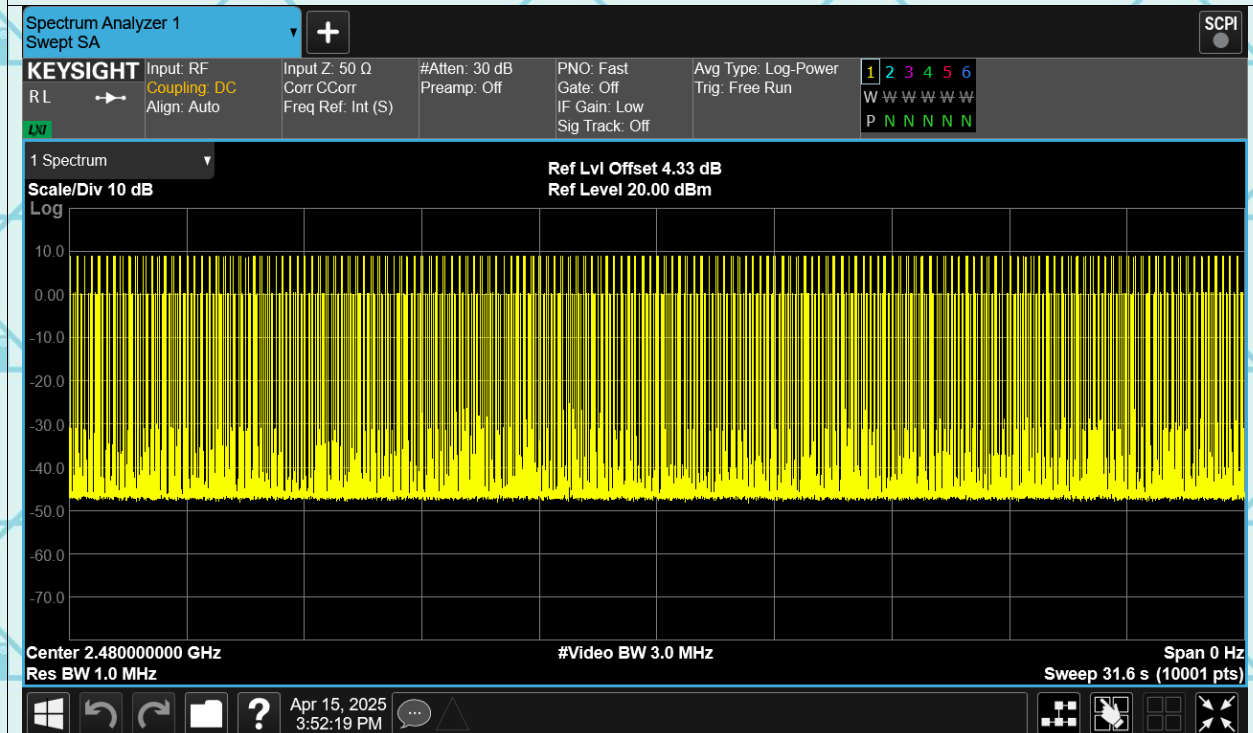 Spectrum Analyzer 1
Swept SA
SCPI
KEYSIGHT
RL
LXI
Input: RF
Coupling: DC
Align: Auto
Input Z: 50 Ω
Corr CCorr
Freq Ref: Int (S)
#Atten: 30 dB
Preamp: Off
PNO: Fast
Gate: Off
IF Gain: Low
Sig Track: Off
Avg Type: Log-Power
Trig: Free Run
1 2 3 4 5 6
W W W W W W
P N N N N N
1 Spectrum
Scale/Div 10 dB
Ref Lvl Offset 4.33 dB
Ref Level 20.00 dBm
Log
10.0
0.00
-10.0
-20.0
-30.0
-40.0
-50.0
-60.0
-70.0
Center 2.480000000 GHz
#Video BW 3.0 MHz
Span 0 Hz
Res BW 1.0 MHz
Sweep 31.6 s (10001 pts)
Apr 15, 2025
3:52:19 PM